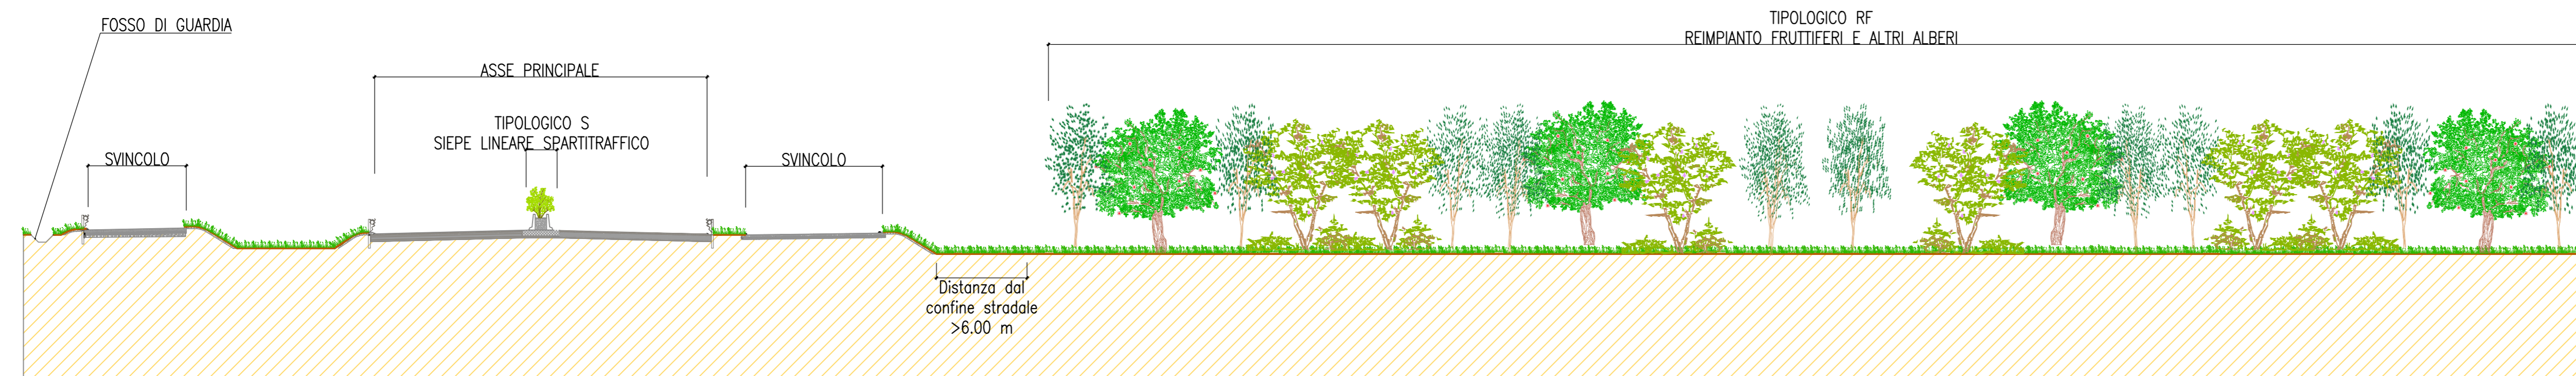 FOSSO DI GUARDIA
TIPOLOGICO RF
REIMPIANTO FRUTTIFERI E ALTRI ALBERI
ASSE PRINCIPALE
TIPOLOGICO S
SIEPE LINEARE SPARTITRAFFICO
SVINCOLO
SVINCOLO
Distanza dal
confine stradale
>6.00 m